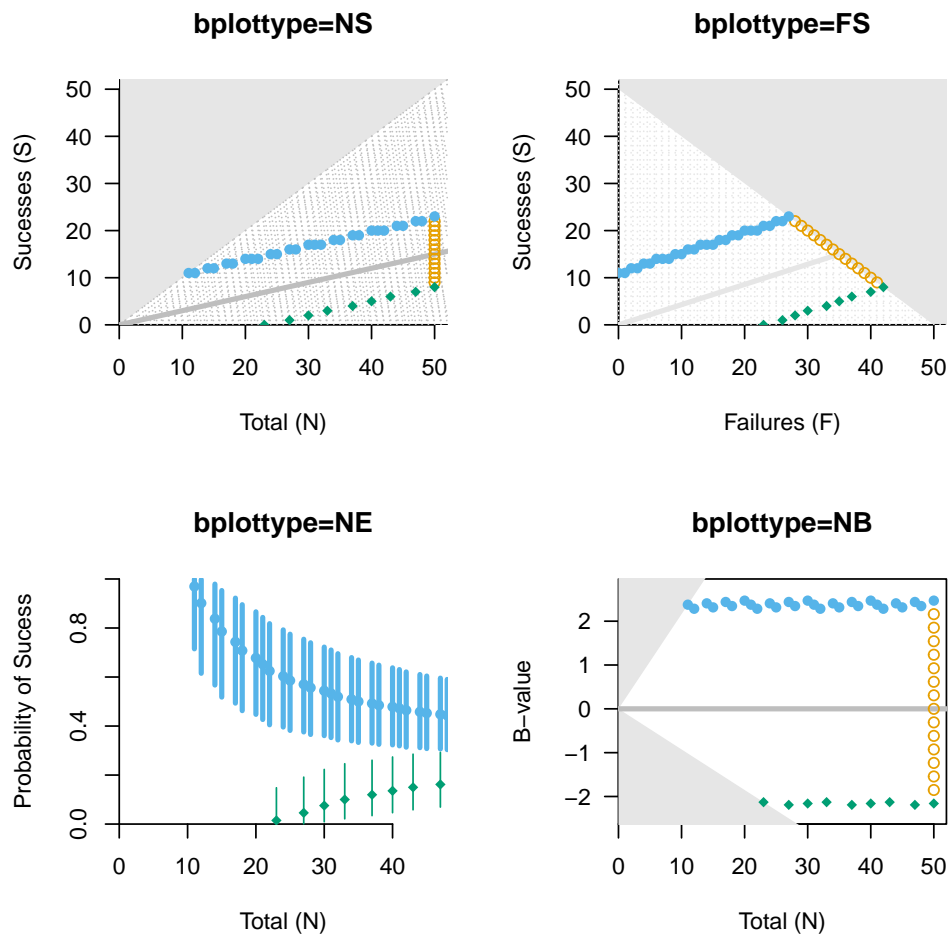 bplottype=NS
Sucesses (S)
50
40
30
20
10
0
0 10 20 30 40 50
Total (N)
bplottype=FS
Sucesses (S)
50
40
30
20
10
0
0 10 20 30 40 50
Failures (F)
bplottype=NE
Probability of Sucess
0.8
0.4
0.0
0 10 20 30 40
Total (N)
bplottype=NB
B−value
2
1
0
−1
−2
0 10 20 30 40 50
Total (N)